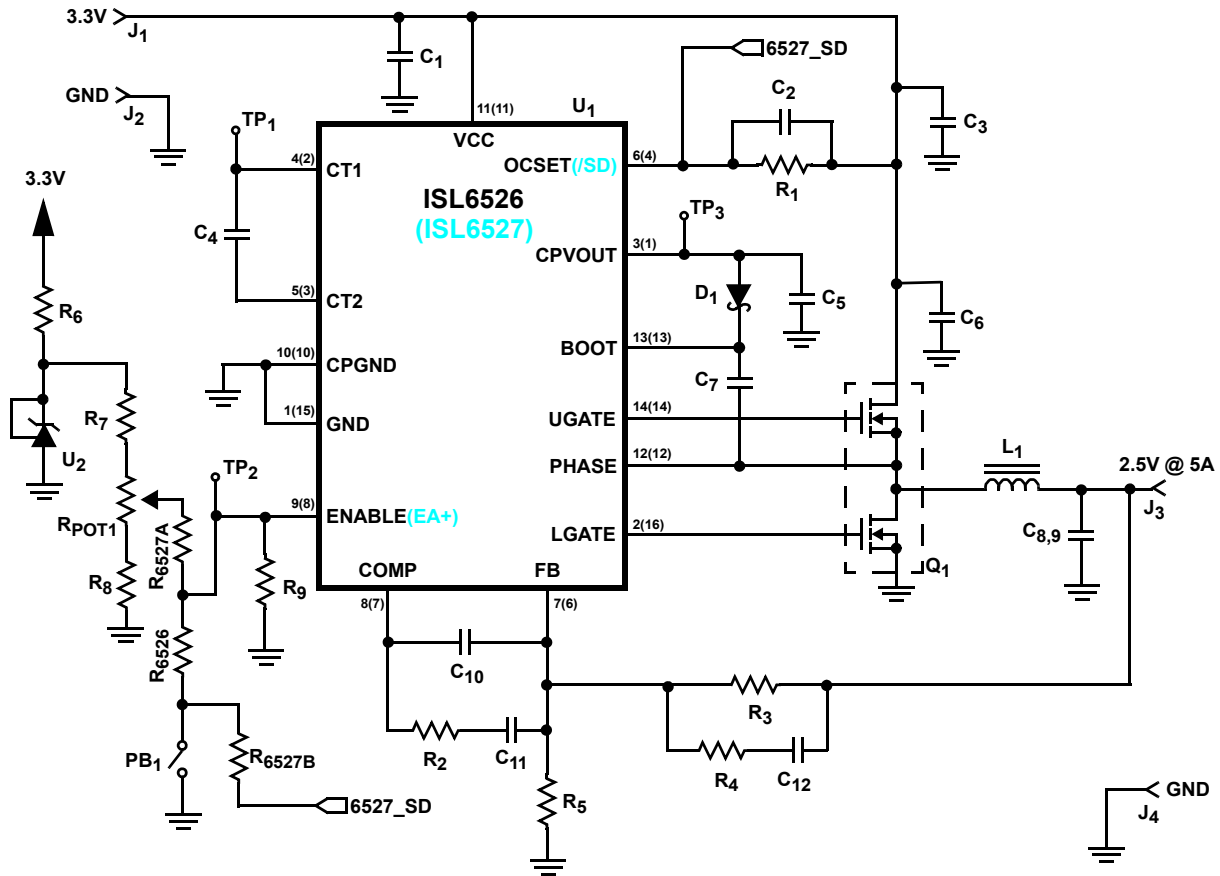 3.3V
J1
C1
6527_SD
GND
J2
11(11)
U1
C2
C3
TP1
VCC
4(2)
CT1
OCSET(/SD)
6(4)
R1
3.3V
ISL6526
(ISL6527)
TP3
C4
CPVOUT
3(1)
D1
C5
5(3)
CT2
R6
C6
BOOT
13(13)
10(10)
CPGND
C7
R7
1(15)
GND
UGATE
14(14)
U2
TP2
PHASE
12(12)
L1
2.5V @ 5A
J3
RPOT1
R6527A
9(8)
ENABLE(EA+)
LGATE
2(16)
C8,9
Q1
R8
R9
COMP
FB
8(7)
7(6)
R6526
C10
R3
R2
C11
R4
C12
PB1
R6527B
R5
6527_SD
GND
J4